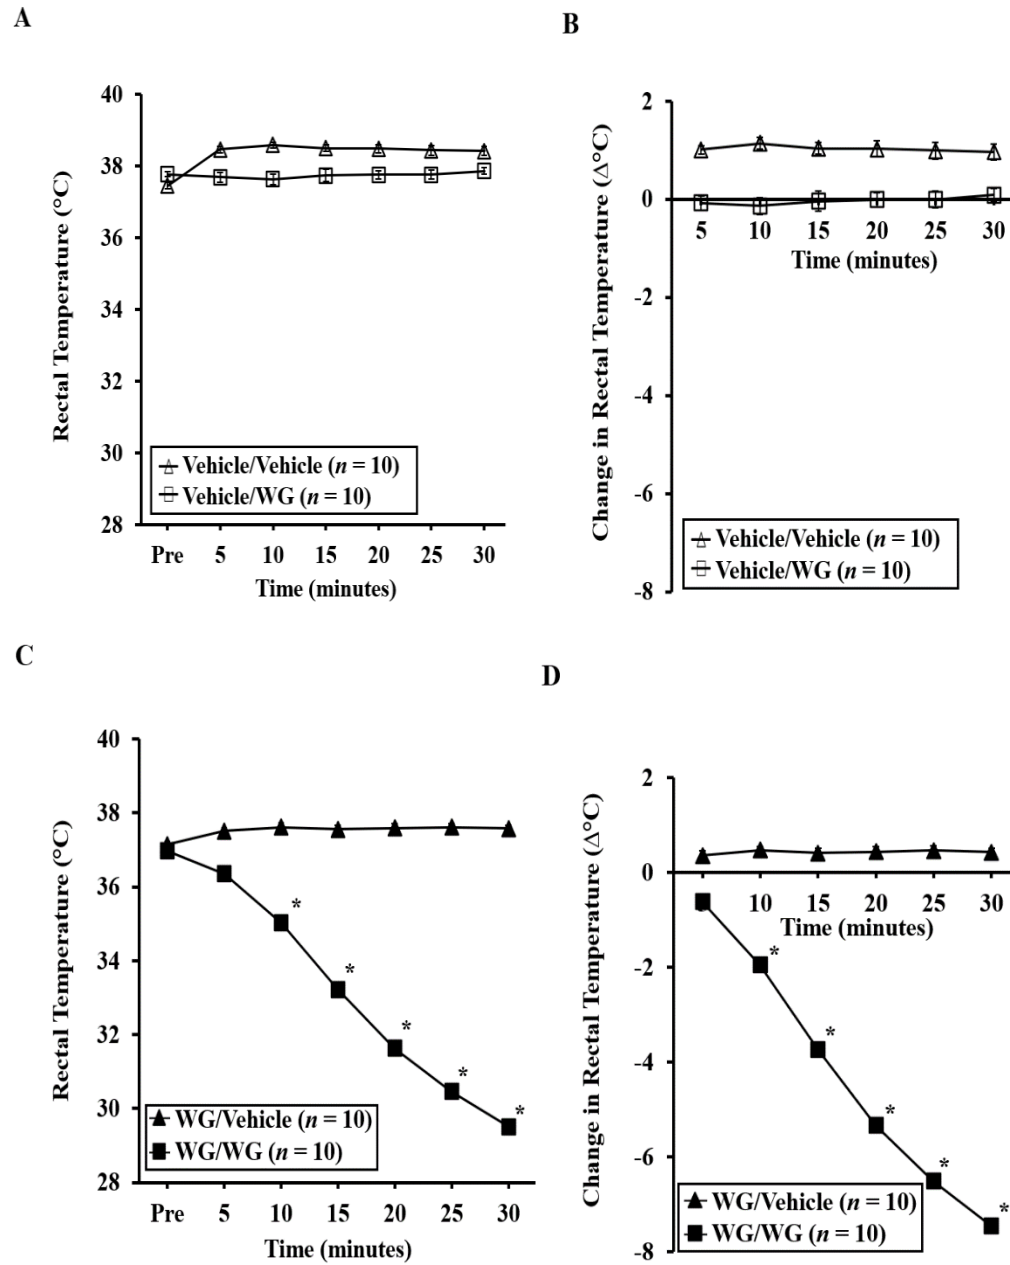 A
Rectal Temperature (°C)
40
38
36
34
32
30
28
Vehicle/Vehicle (n = 10)
Vehicle/WG (n = 10)
Pre 5 10 15 20 25 30
Time (minutes)
B
Change in Rectal Temperature (Δ°C)
2
0
-2
-4
-6
-8
5 10 15 20 25 30
Time (minutes)
Vehicle/Vehicle (n = 10)
Vehicle/WG (n = 10)
C
Rectal Temperature (°C)
40
38
36
34
32
30
28
* * * * *
WG/Vehicle (n = 10)
WG/WG (n = 10)
Pre 5 10 15 20 25 30
Time (minutes)
D
Change in Rectal Temperature (Δ°C)
2
0
-2
-4
-6
-8
10 15 20 25 30
Time (minutes)
* * * * *
WG/Vehicle (n = 10)
WG/WG (n = 10)